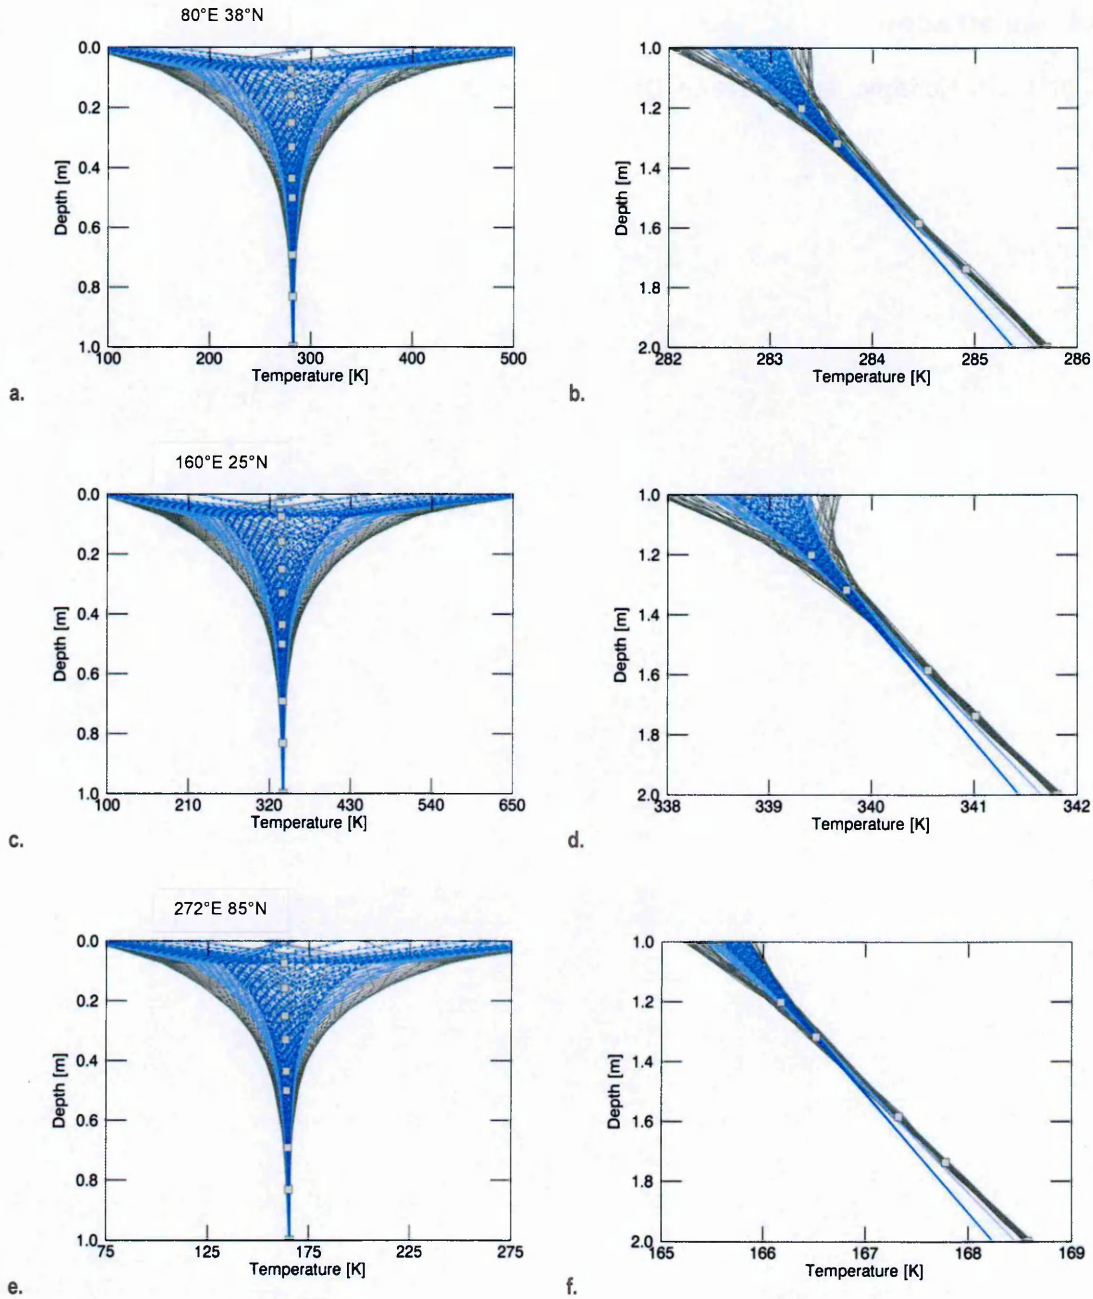 80°E 38°N
0.0
0.2
0.4
0.6
0.8
1.0
Depth [m]
100 200 300 400 500
Temperature [K]
a.
1.0
1.2
1.4
1.6
1.8
2.0
Depth [m]
282 283 284 285 286
Temperature [K]
b.
160°E 25°N
0.0
0.2
0.4
0.6
0.8
1.0
Depth [m]
100 210 320 430 540 650
Temperature [K]
c.
1.0
1.2
1.4
1.6
1.8
2.0
Depth [m]
338 339 340 341 342
Temperature [K]
d.
272°E 85°N
0.0
0.2
0.4
0.6
0.8
1.0
Depth [m]
75 125 175 225 275
Temperature [K]
e.
1.0
1.2
1.4
1.6
1.8
2.0
Depth [m]
165 166 167 168 169
Temperature [K]
f.